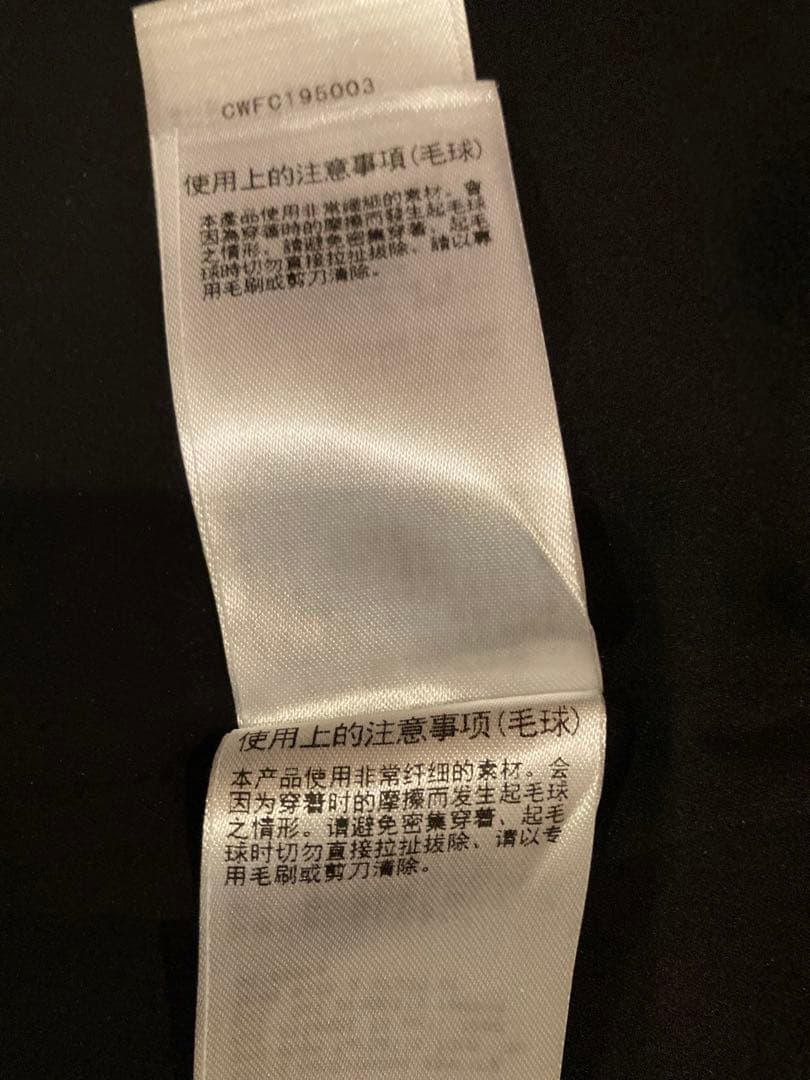 CWFC195003
使用上的注意事項(毛球)
本產品使用非常纖細的素材。會
因為穿著時的摩擦而發生起毛球
之情形、請避免密集穿著、起毛
球時切勿直接拉扯拔除、請以專
用毛刷或剪刀清除。
使用上的注意事项(毛球)
本产品使用非常纤细的素材。会
因为穿着时的摩擦而发生起毛球
之情形。请避免密集穿着、起毛
球时切勿直接拉扯拔除、请以专
用毛刷或剪刀清除。